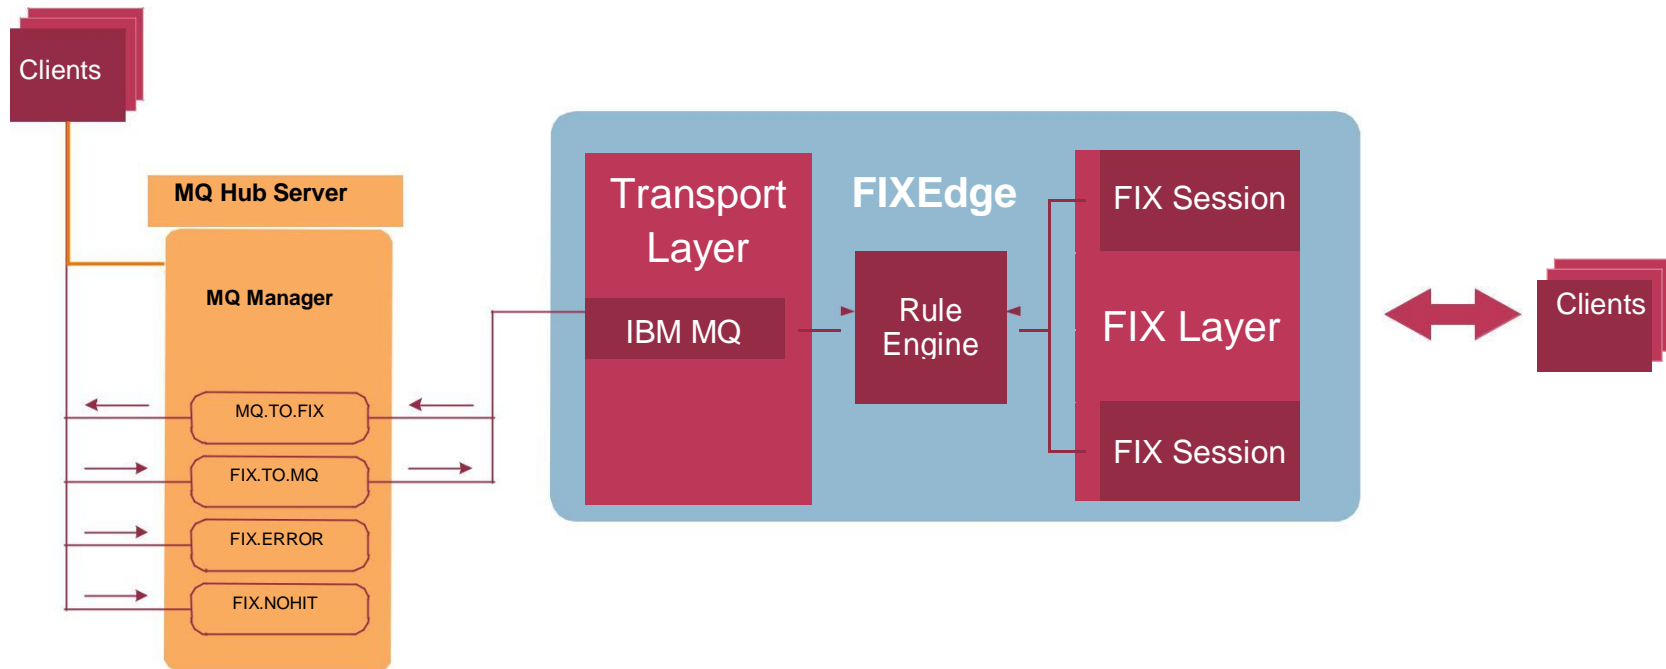 Clients
MQ Hub Server
MQ Manager
MQ.TO.FIX
FIX.TO.MQ
FIX.ERROR
FIX.NOHIT
Transport
Layer
IBM MQ
FIXEdge
Rule
Engine
FIX Session
FIX Layer
FIX Session
Clients